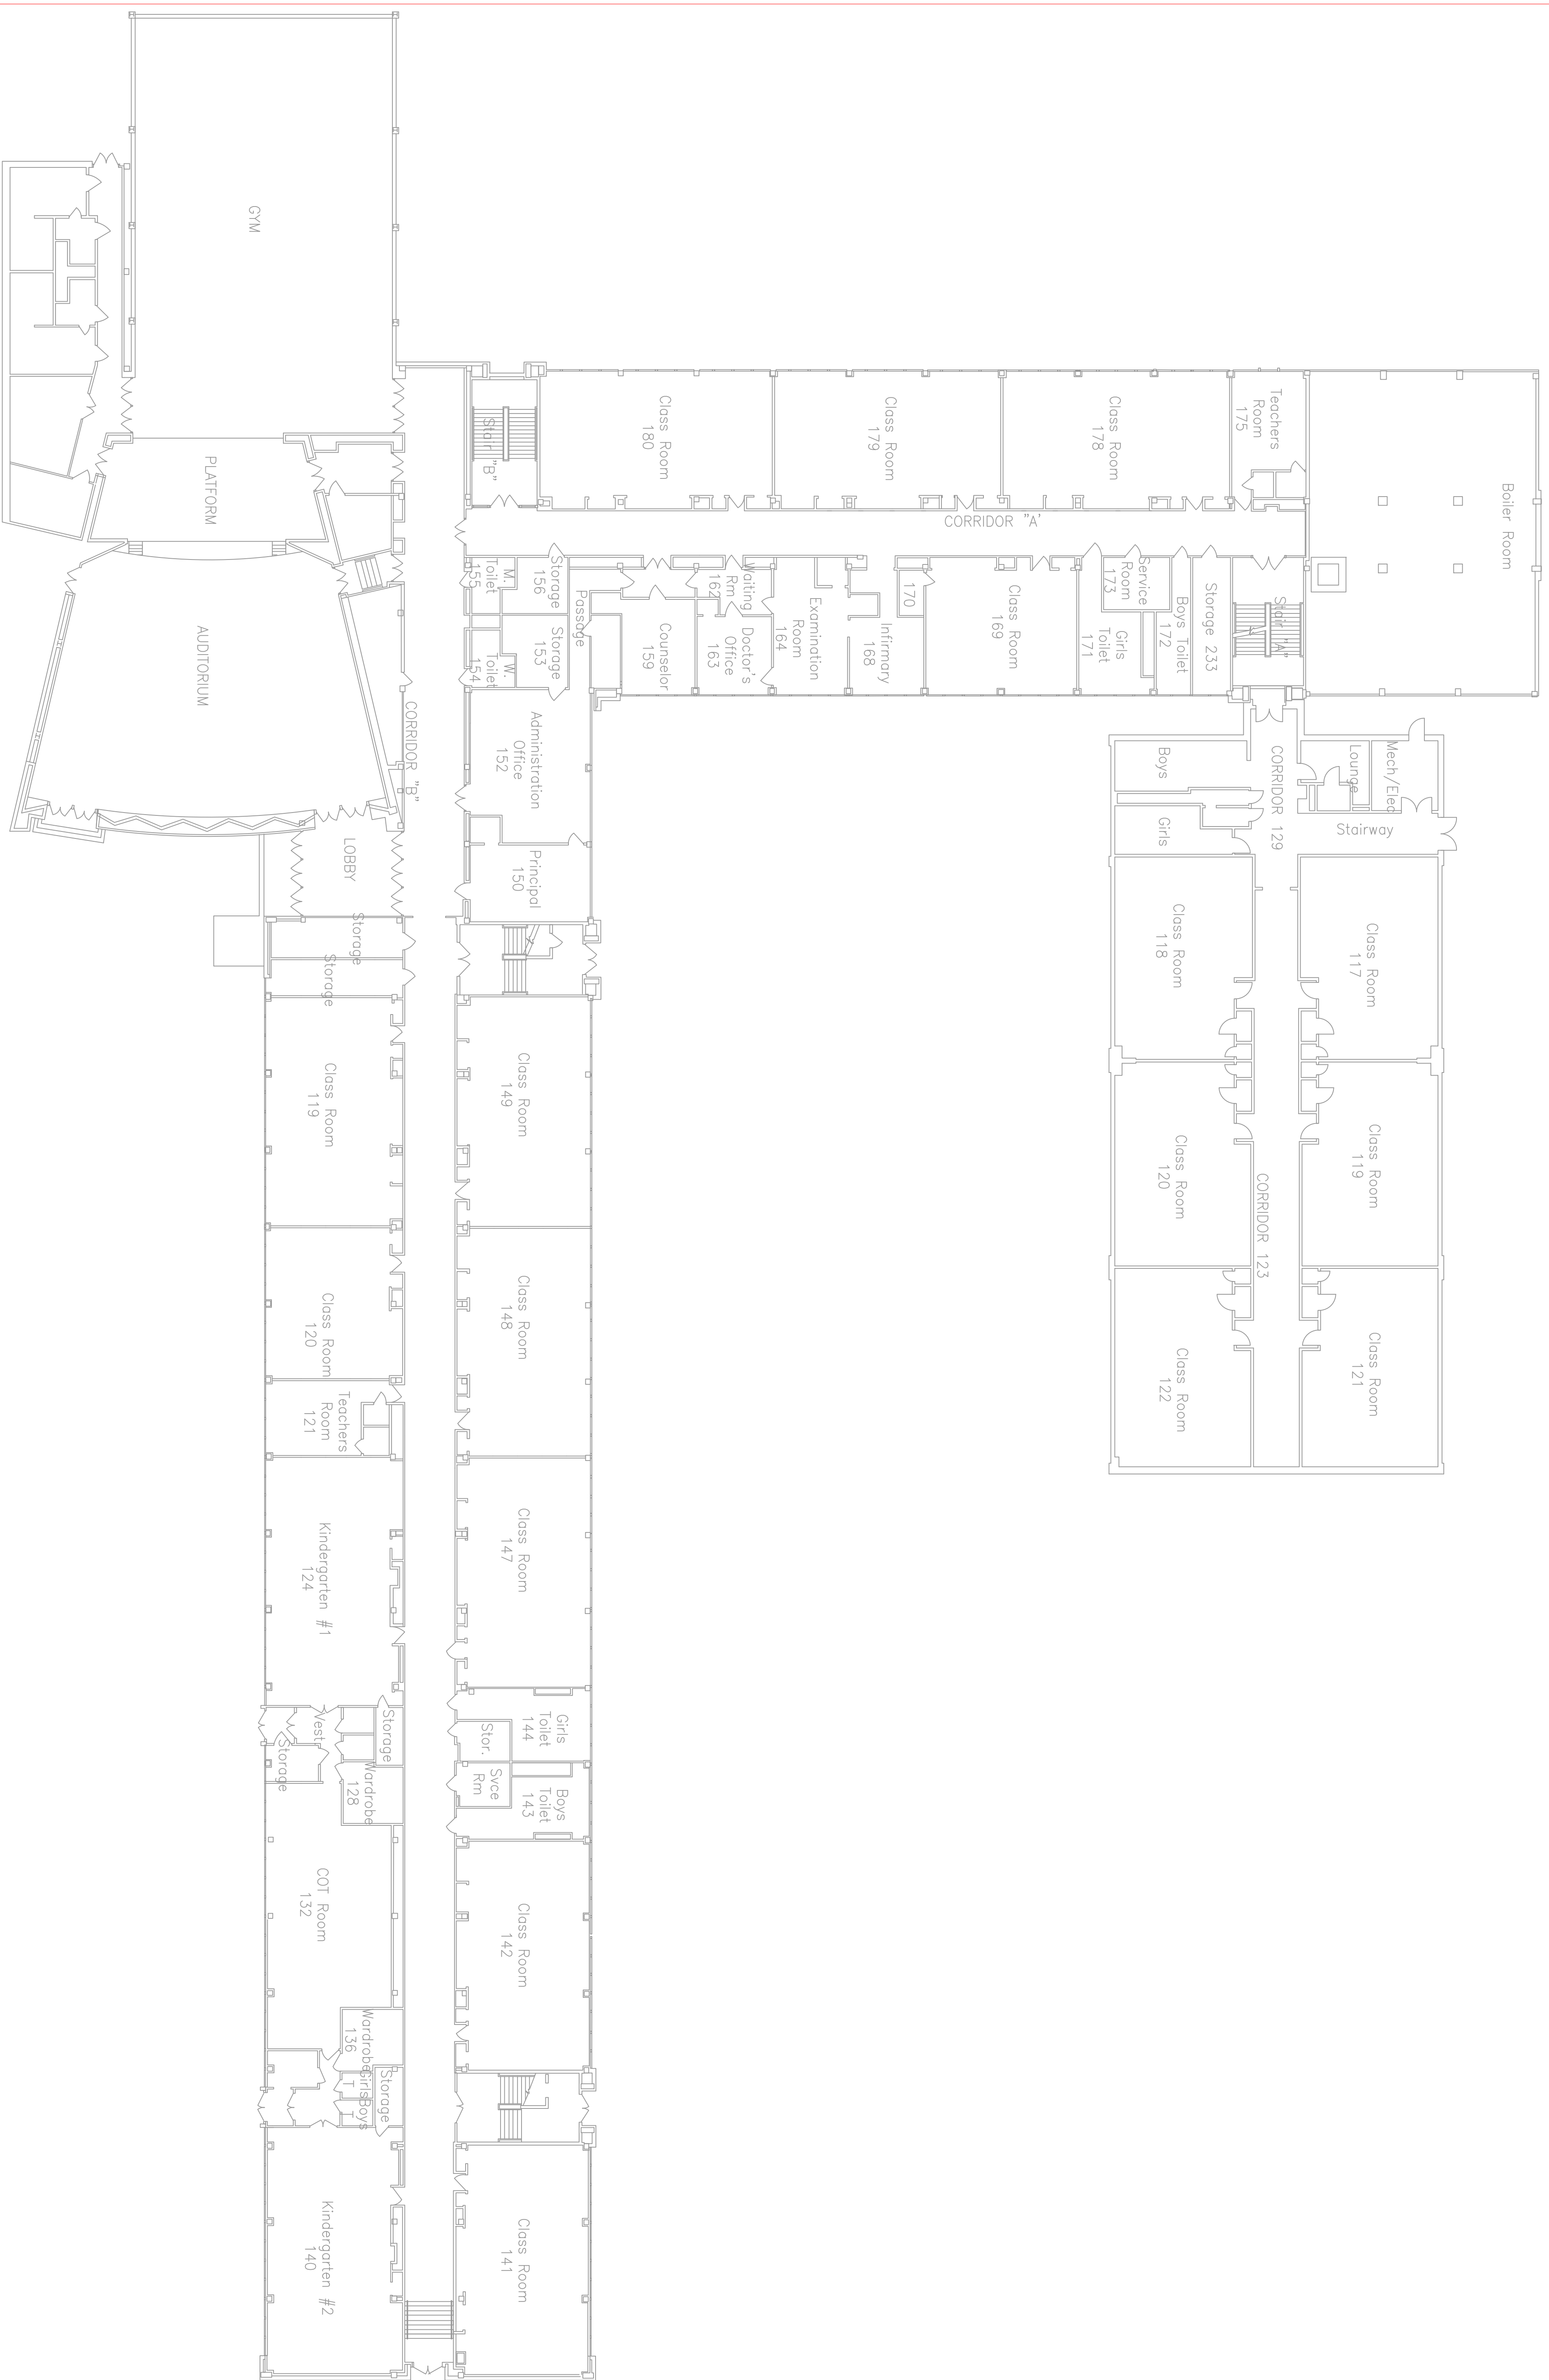 GYM
PLATFORM
AUDITORIUM
LOBBY
CORRIDOR "B"
Stair "B"
Class Room
180
Class Room
179
Class Room
178
Teachers
Room
175
Boiler Room
CORRIDOR "A'
M.
Toilet
155
Storage
156
Passage
W.
Toilet
154
Storage
153
Waiting
Rm
162
Counselor
159
Doctor's
Office
163
Examination
Room
164
Infirmary
168
170
Class Room
169
Service
Room
173
Girls
Toilet
171
Boys Toilet
172
Storage 233
Stair "A"
Administration
Office
152
Principal
150
Boys
Girls
CORRIDOR 129
Lounge
Mech/Elec
Stairway
Class Room
118
Class Room
117
Class Room
120
Class Room
119
CORRIDOR 123
Class Room
122
Class Room
121
Storage
Storage
Class Room
119
Class Room
149
Class Room
120
Class Room
148
Teachers
Room
121
Kindergarten #1
124
Class Room
147
Vest
Storage
Storage
Wardrobe
128
Girls
Toilet
144
Stor.
Svce
Rm
Boys
Toilet
143
COT Room
132
Class Room
142
Wardrobe
136
Girls
T
Boys
T
Storage
Kindergarten #2
140
Class Room
141